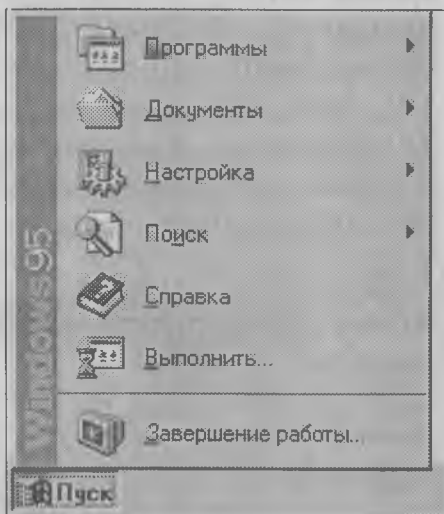 Программы
Документы
Настройка
Поиск
Справка
Выполнить...
Завершение работы...
Windows95
Пуск